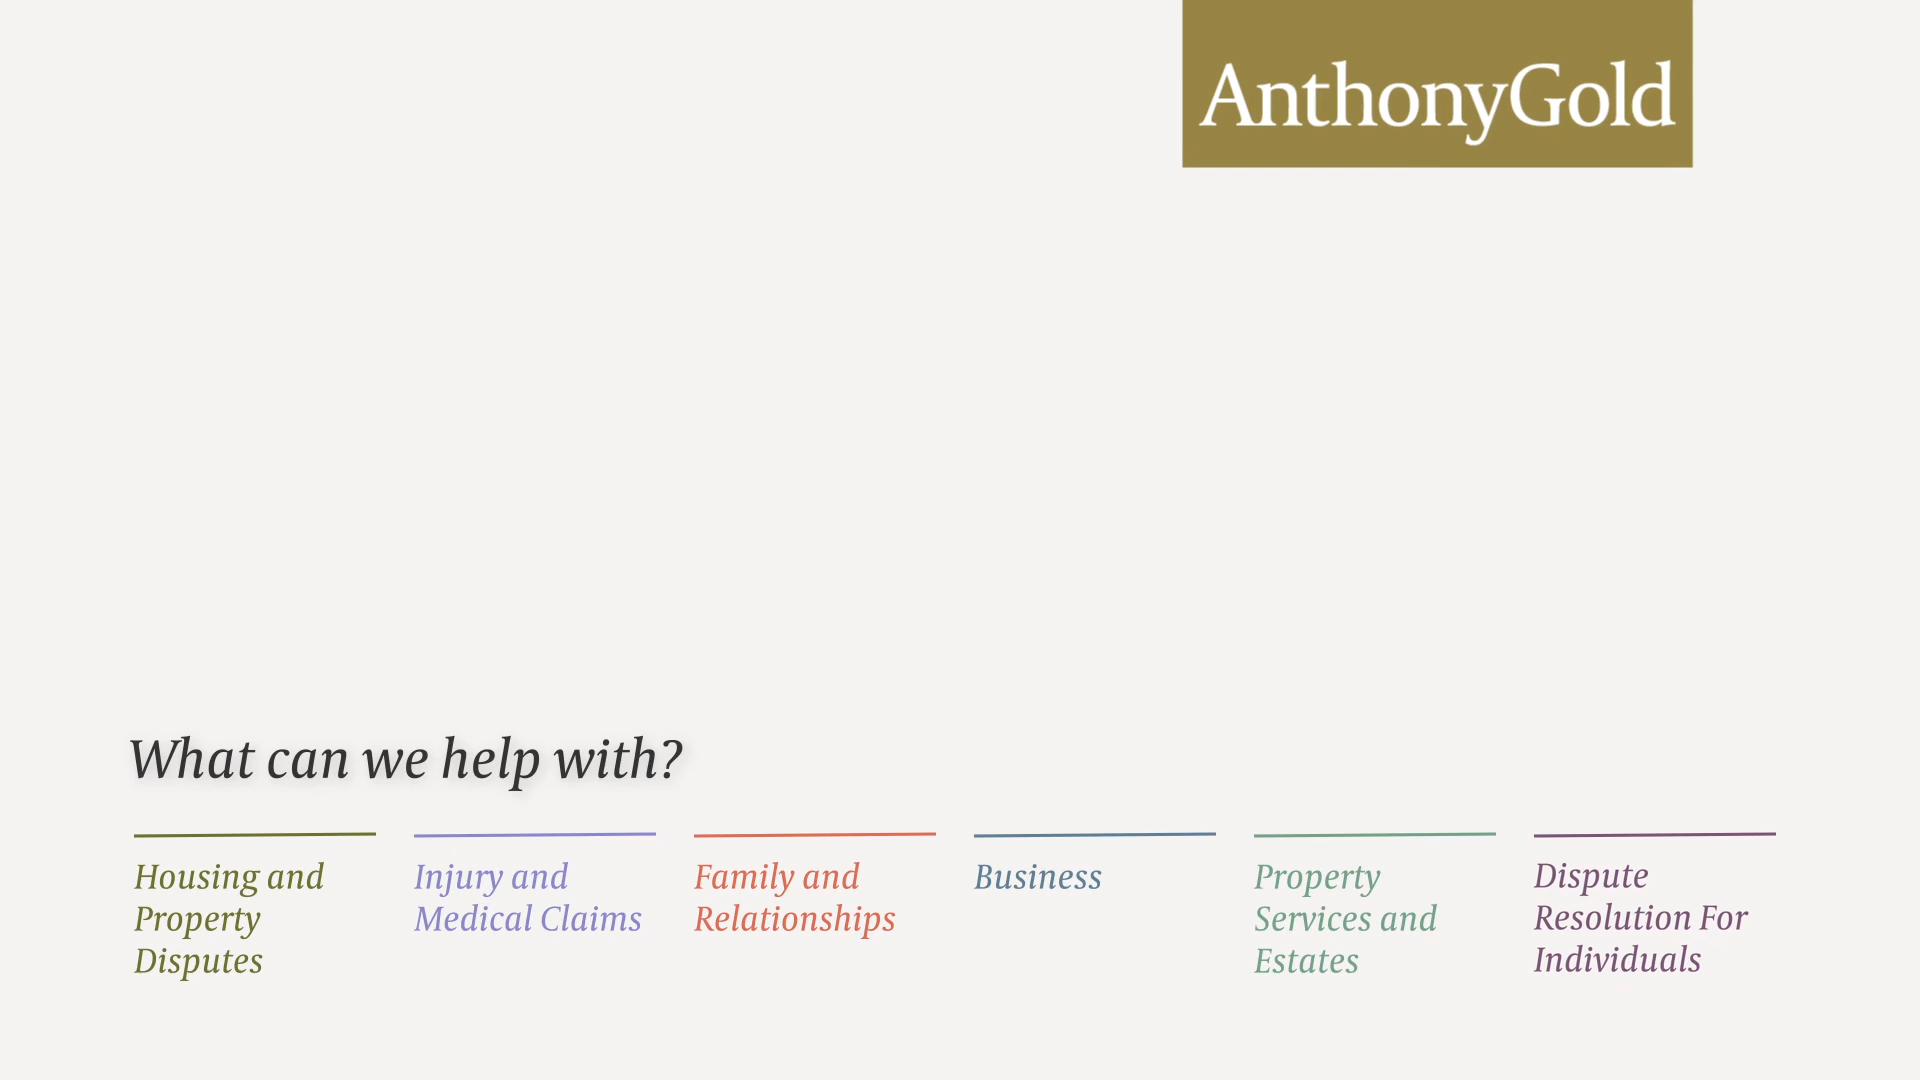 AnthonyGold
What can we help with?
Housing and
Property
Disputes
Injury and
Medical Claims
Family and
Relationships
Business
Property
Services and
Estates
Dispute
Resolution For
Individuals